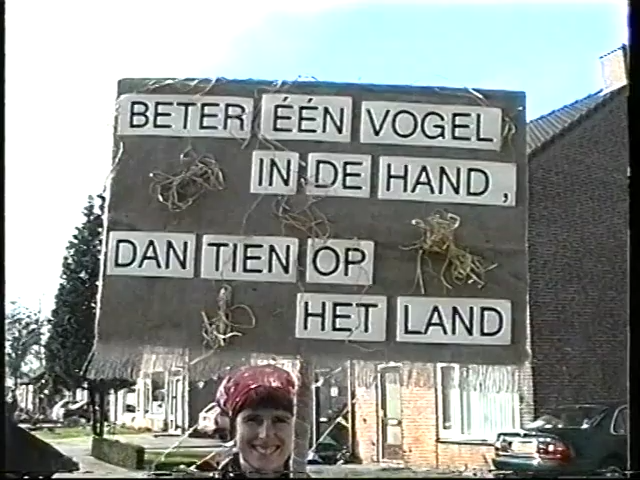 BETER ÉÉN VOGEL
IN DE HAND,
DAN TIEN OP
HET LAND